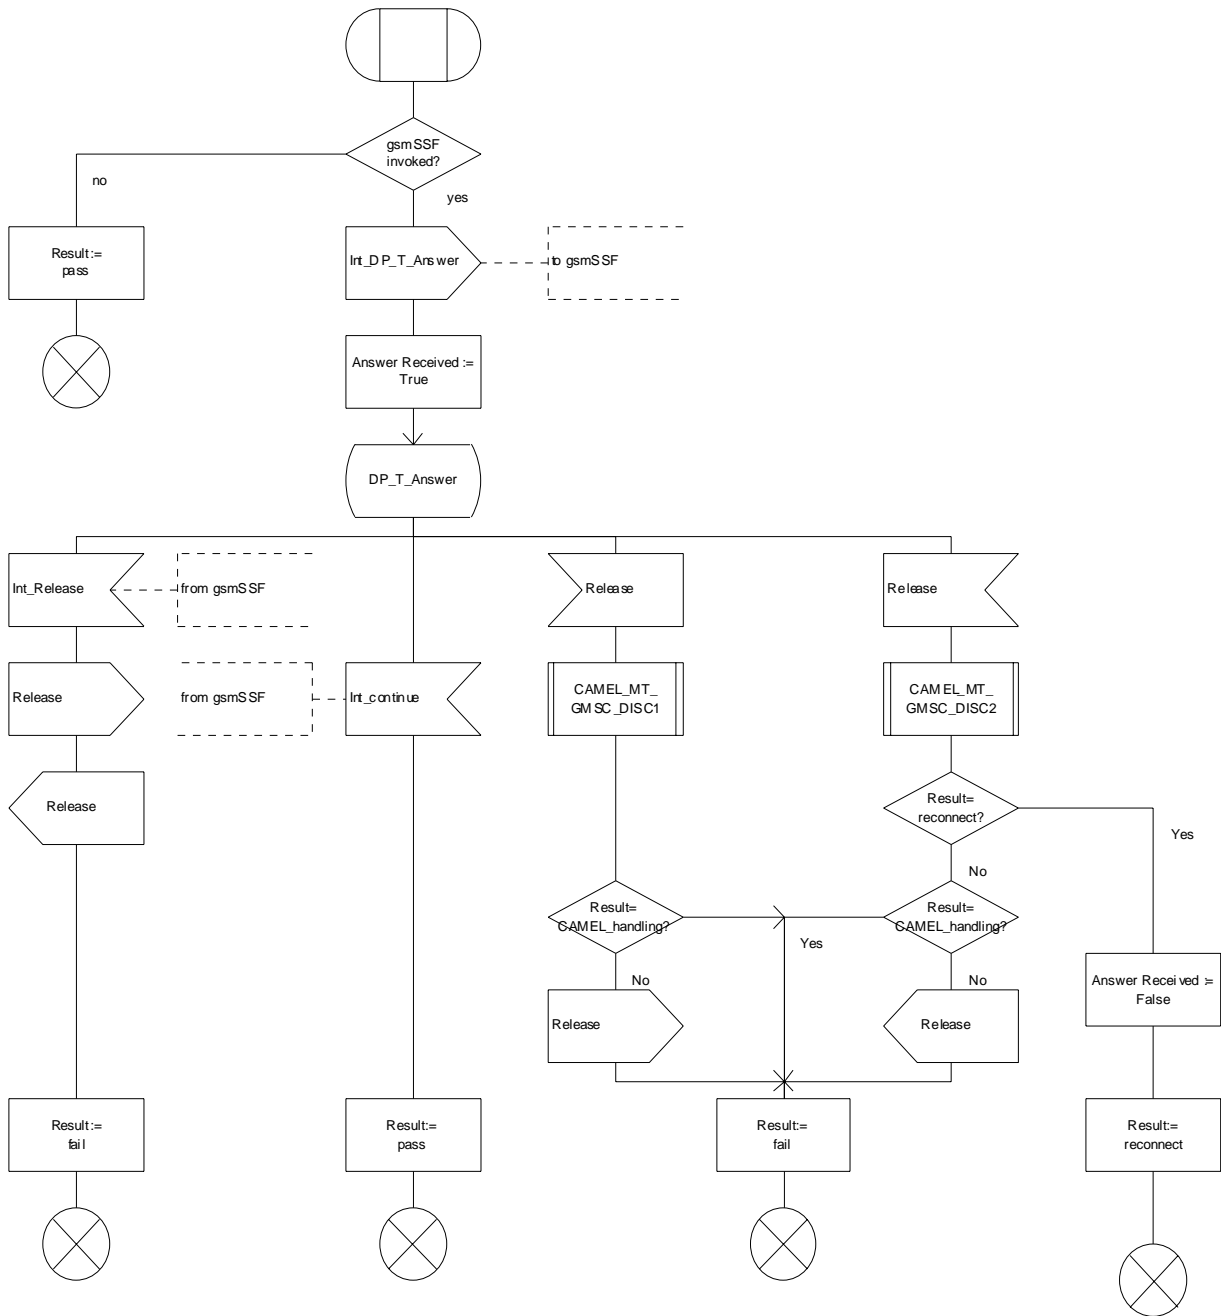 gsmSSF
invoked?
no
yes
Result:=
pass
Int_DP_T_Answer
to gsmSSF
Answer Received :=
True
DP_T_Answer
Int_Release
from gsmSSF
Release
Release
Release
from gsmSSF
Int_continue
CAMEL_MT_
GMSC_DISC1
CAMEL_MT_
GMSC_DISC2
Release
Result=
reconnect?
Yes
No
Result=
CAMEL_handling?
Yes
Result=
CAMEL_handling?
No
No
Answer Received :=
False
Release
Release
Result:=
fail
Result:=
pass
Result:=
fail
Result:=
reconnect